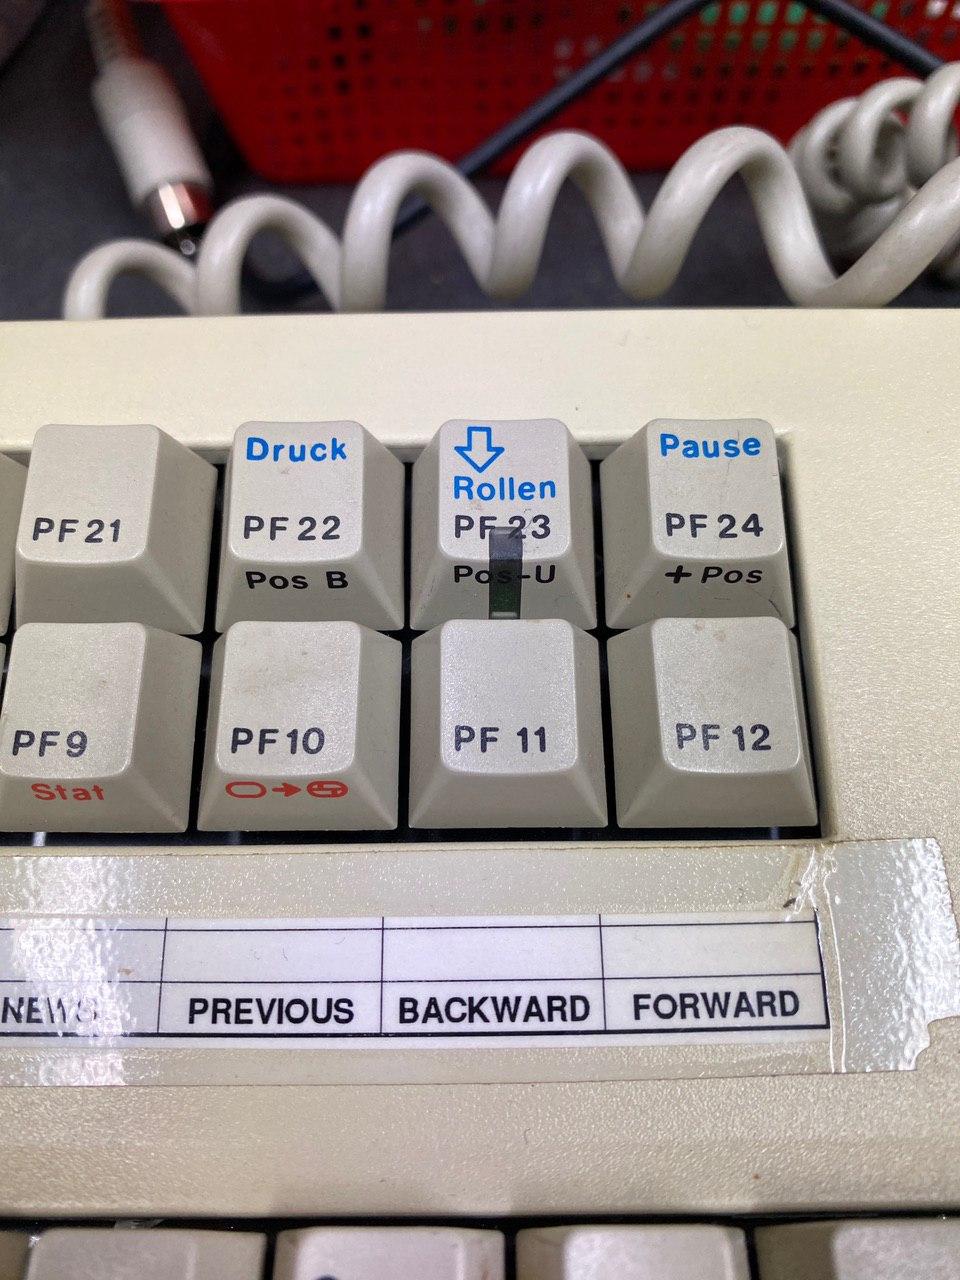 Druck
Rollen
Pause
PF21
PF22
PF23
PF24
Pos B
Pos-U
+Pos
PF9
PF10
PF 11
PF12
Stat
NEWS
PREVIOUS
BACKWARD
FORWARD